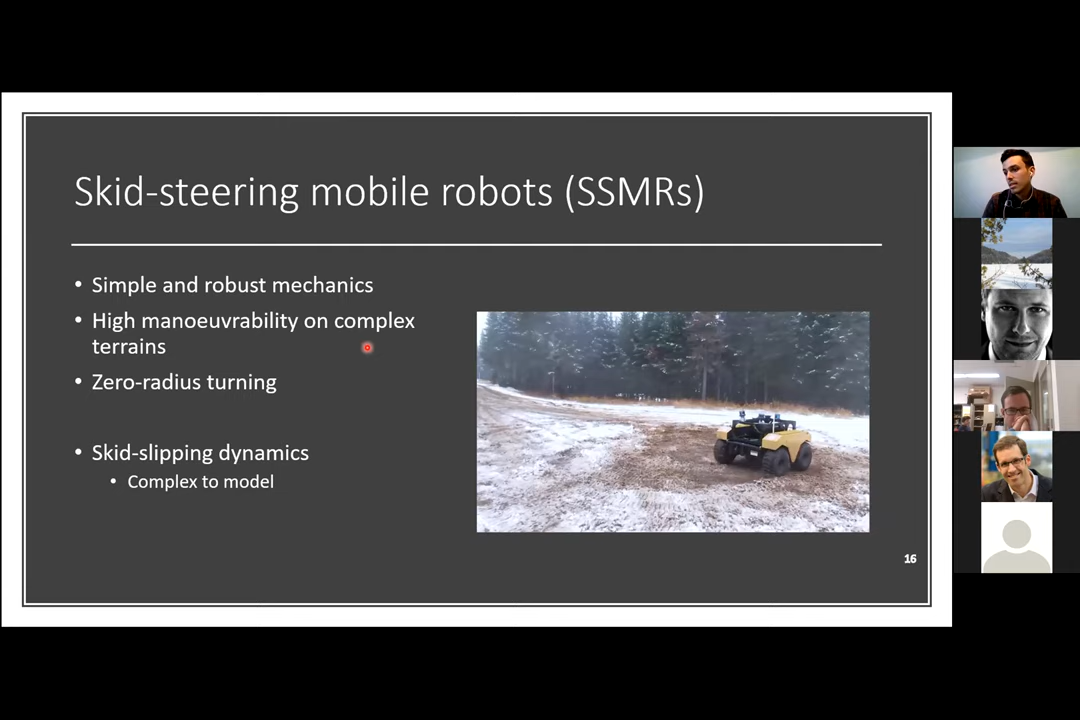 Skid-steering mobile robots (SSMRs)
• Simple and robust mechanics
• High manoeuvrability on complex
terrains
• Zero-radius turning
• Skid-slipping dynamics
• Complex to model
16